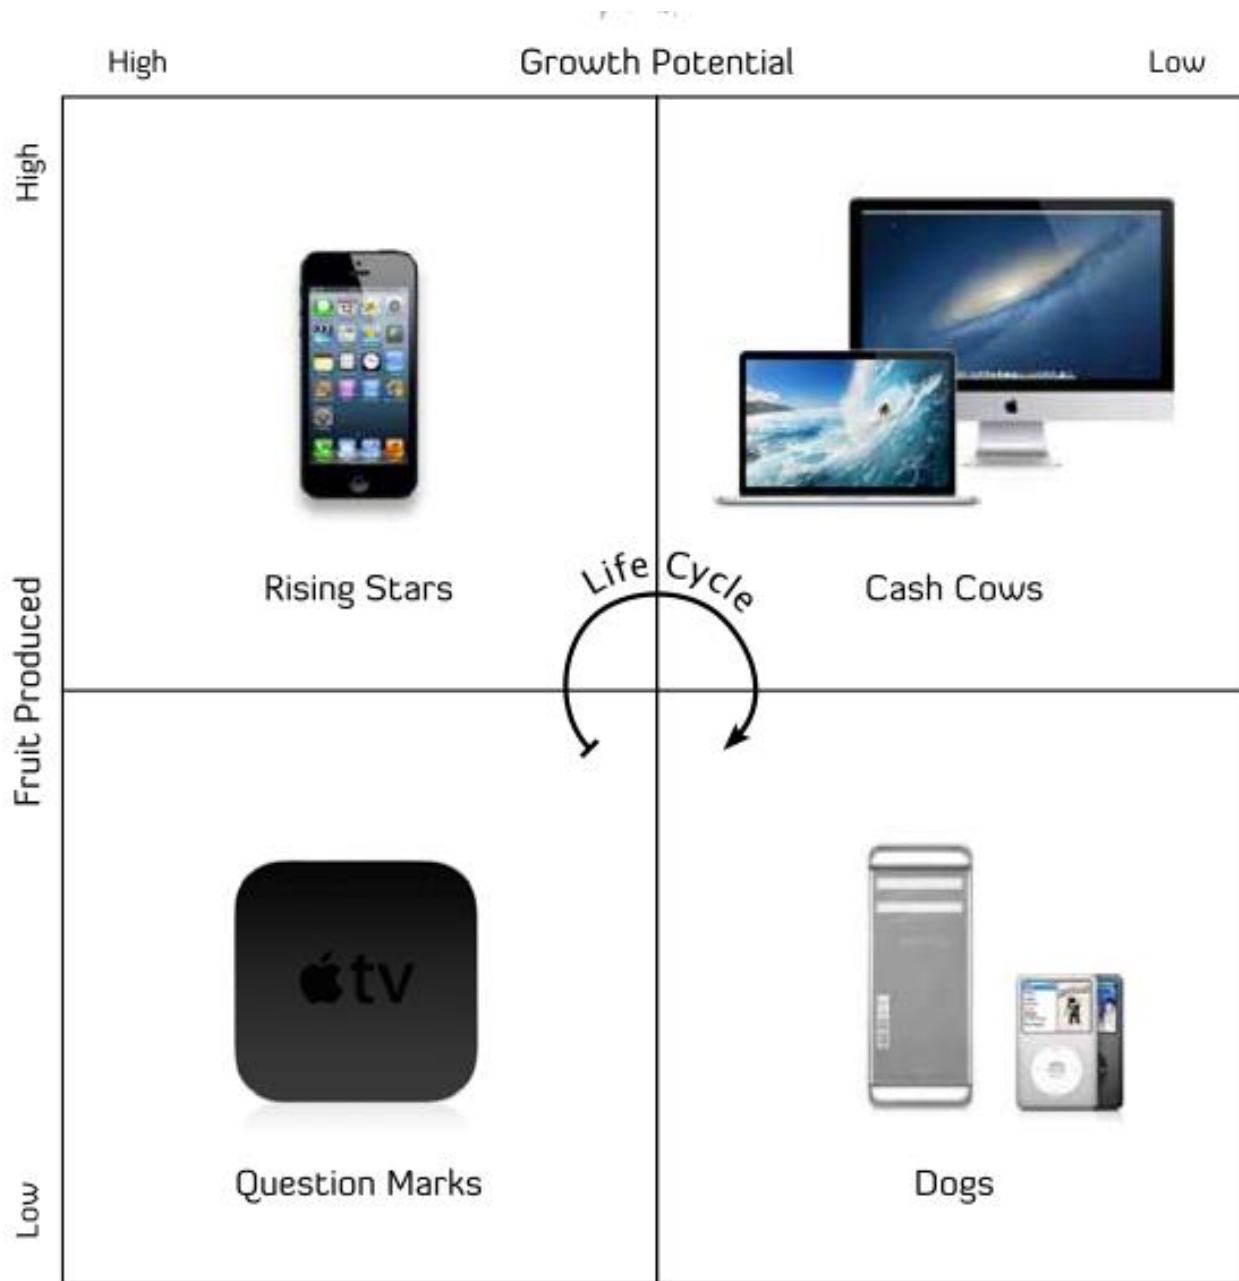 High
Growth Potential
Low
High
Rising Stars
Life Cycle
Cash Cows
Fruit Produced
tv
Question Marks
Dogs
Low